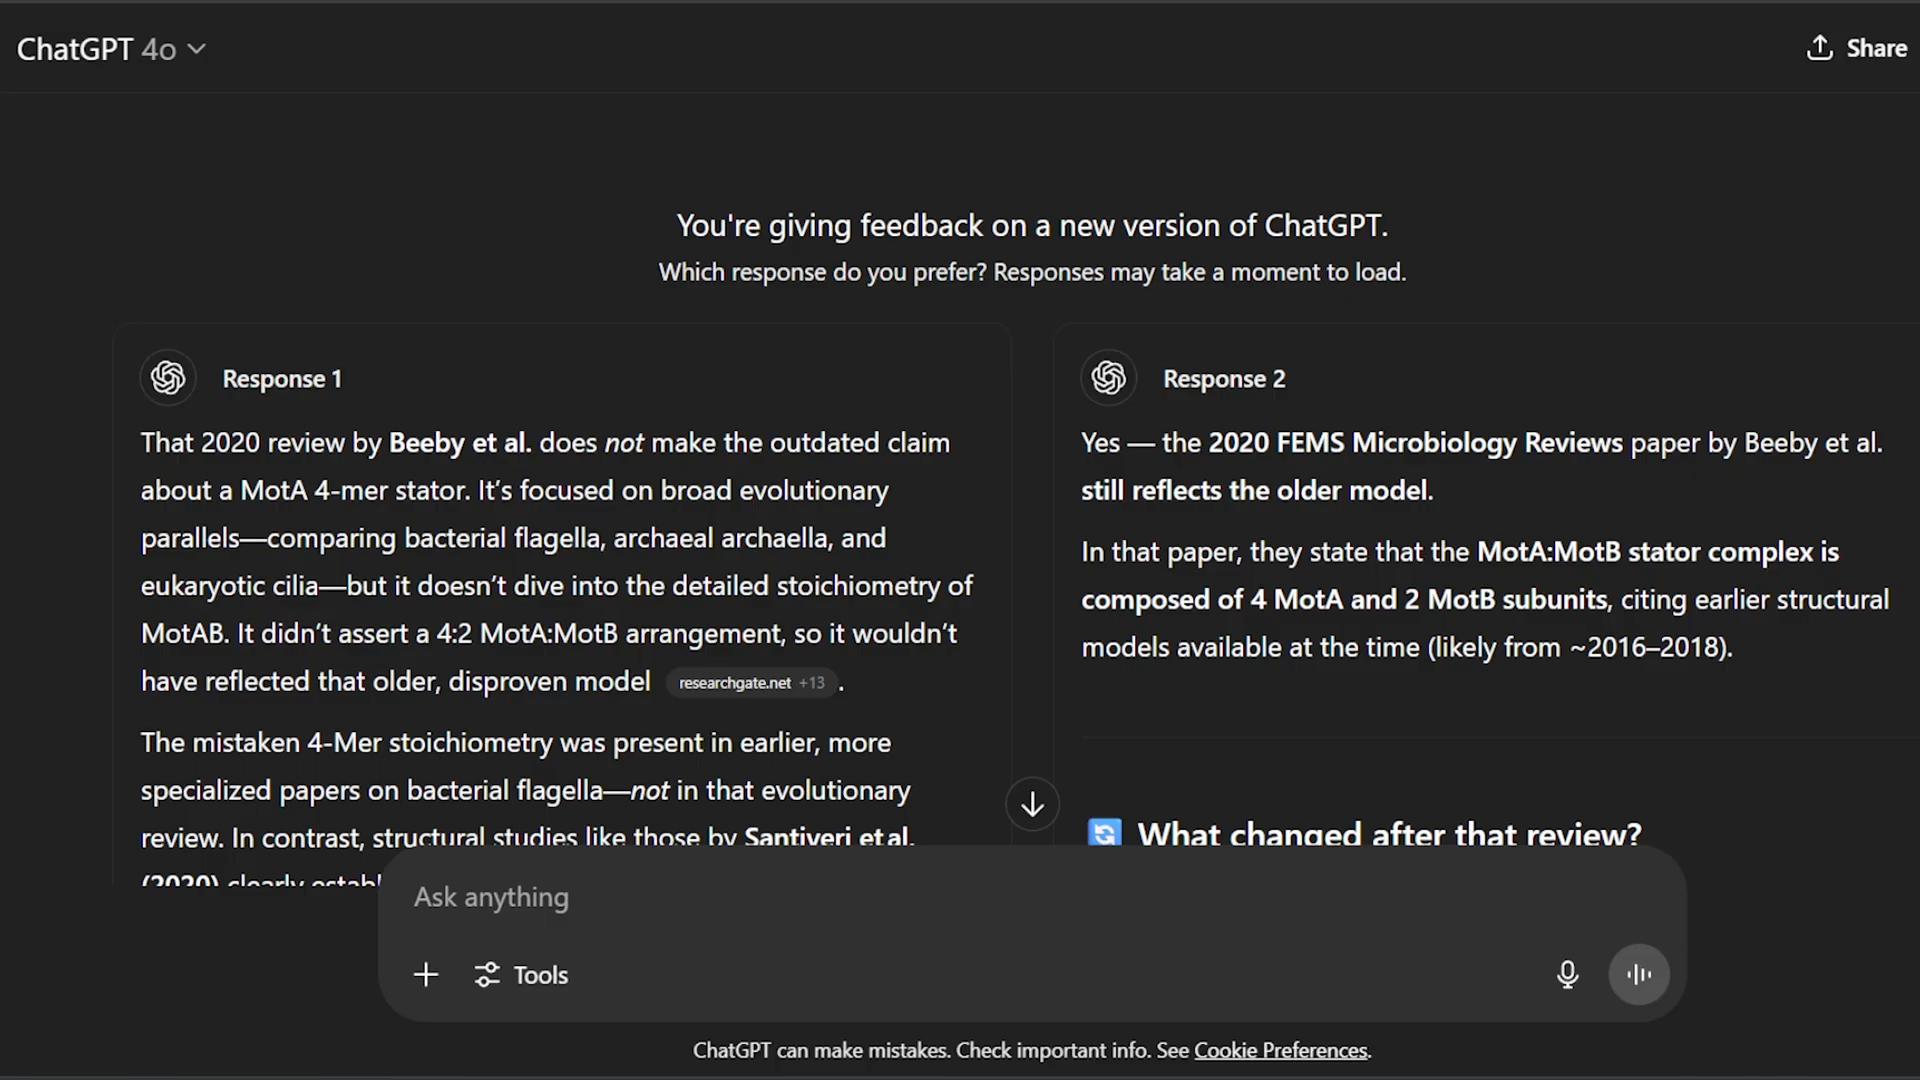 ChatGPT 4o
Share
You're giving feedback on a new version of ChatGPT.
Which response do you prefer? Responses may take a moment to load.
Response 1
That 2020 review by Beeby et al. does not make the outdated claim
about a MotA 4-mer stator. It’s focused on broad evolutionary
parallels—comparing bacterial flagella, archaeal archaella, and
eukaryotic cilia—but it doesn’t dive into the detailed stoichiometry of
MotAB. It didn’t assert a 4:2 MotA:MotB arrangement, so it wouldn’t
have reflected that older, disproven model researchgate.net +13 .
The mistaken 4-Mer stoichiometry was present in earlier, more
specialized papers on bacterial flagella—not in that evolutionary
review. In contrast, structural studies like those by Santiveri et al.
(2020) clearly establ
Response 2
Yes — the 2020 FEMS Microbiology Reviews paper by Beeby et al.
still reflects the older model.
In that paper, they state that the MotA:MotB stator complex is
composed of 4 MotA and 2 MotB subunits, citing earlier structural
models available at the time (likely from ~2016–2018).
What changed after that review?
Ask anything
Tools
ChatGPT can make mistakes. Check important info. See Cookie Preferences.